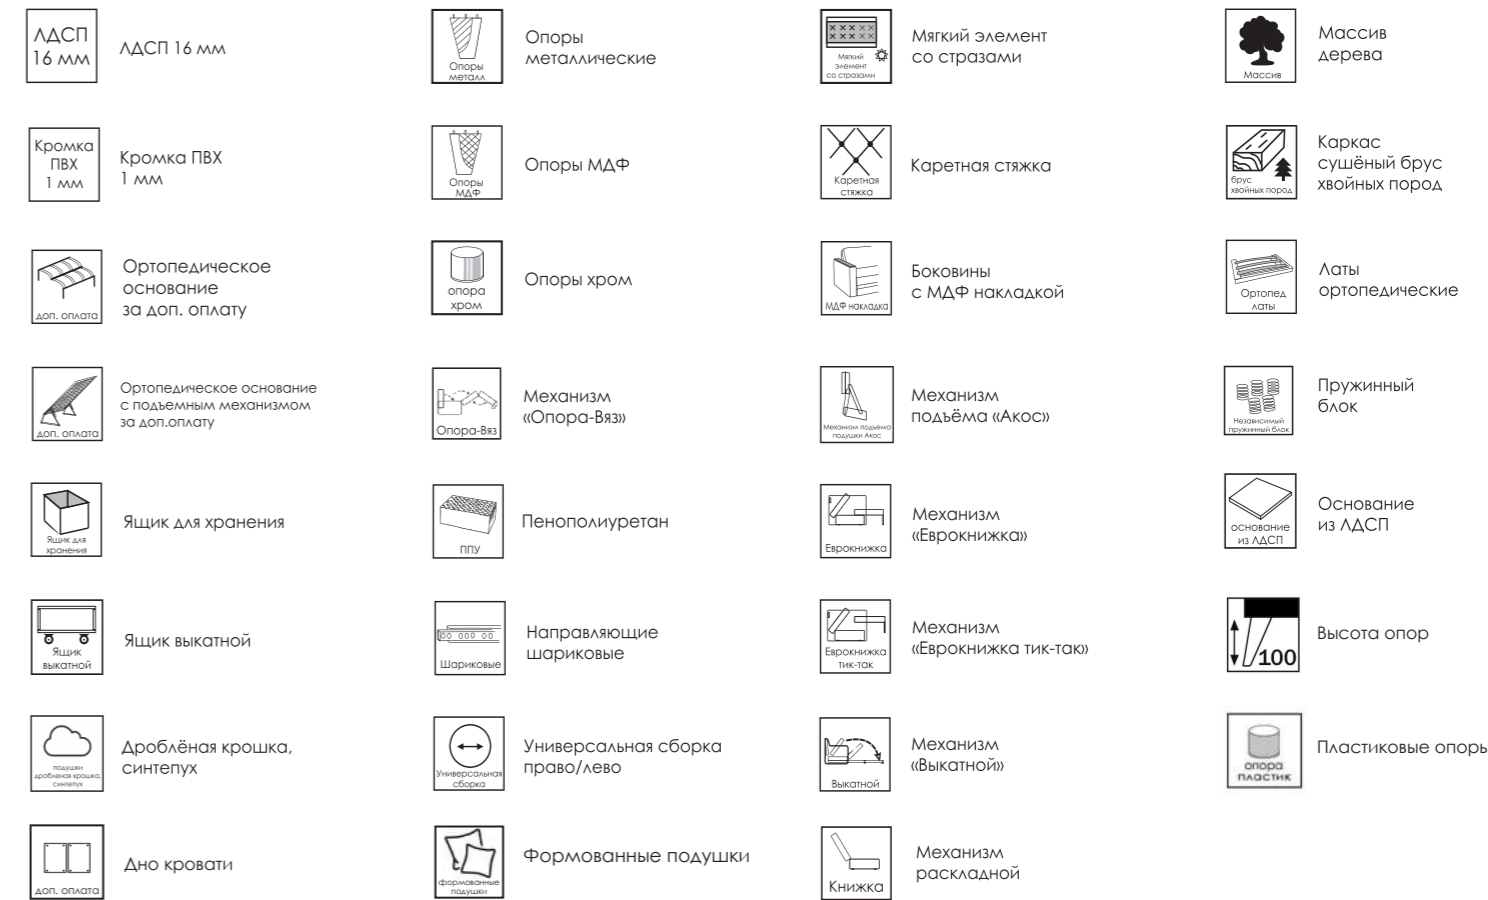 ЛДСП
16 мм
ЛДСП 16 мм
Кромка
ПВХ
1 мм
Кромка ПВХ
1 мм
доп. оплата
Ортопедическое
основание
за доп. оплату
доп. оплата
Ортопедическое основание
с подъемным механизмом
за доп.оплату
Ящик для
хранения
Ящик для хранения
Ящик
выкатной
Ящик выкатной
подушки
дробленая крошка,
синтепух
Дроблёная крошка,
синтепух
доп. оплата
Дно кровати
Опоры
металл
Опоры
металлические
Опоры
МДФ
Опоры МДФ
опора
хром
Опоры хром
Опора-Вяз
Механизм
«Опора-Вяз»
ППУ
Пенополиуретан
Шариковые
Направляющие
шариковые
Универсальная
сборка
Универсальная сборка
право/лево
формованные
подушки
Формованные подушки
Мягкий
элемент
со стразами
Мягкий элемент
со стразами
Каретная
стяжка
Каретная стяжка
МДФ накладка
Боковины
с МДФ накладкой
Механизм подъема
подушки Акос
Механизм
подъёма «Акос»
Еврокнижка
Механизм
«Еврокнижка»
Еврокнижка
тик-так
Механизм
«Еврокнижка тик-так»
Выкатной
Механизм
«Выкатной»
Книжка
Механизм
раскладной
Массив
Массив
дерева
брус
хвойных пород
Каркас
сушёный брус
хвойных пород
Ортопед
латы
Латы
ортопедические
Независимый
пружинный блок
Пружинный
блок
основание
из ЛДСП
Основание
из ЛДСП
100
Высота опор
опора
пластик
Пластиковые опоры